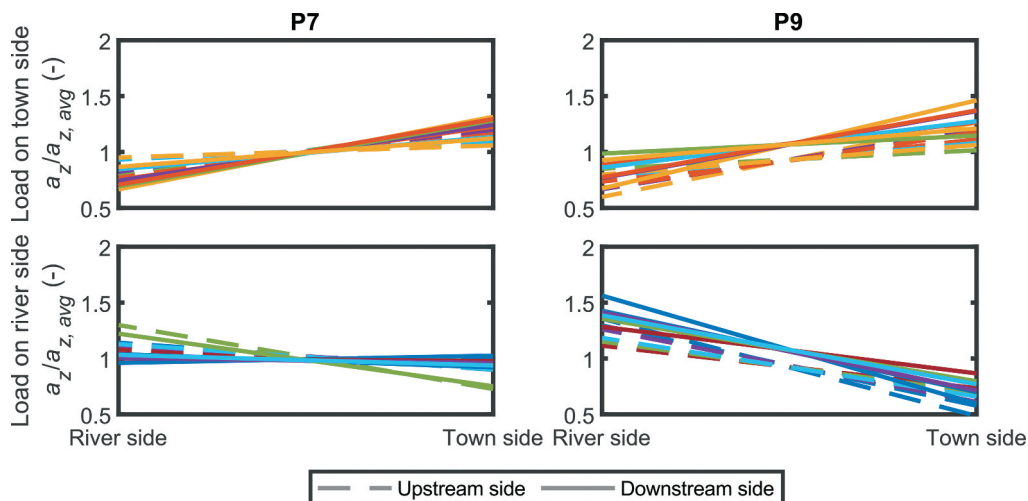 P7
P9
Load on town side
a_z/a_{z, avg} (-)
2
1.5
1
0.5
2
1.5
1
0.5
Load on river side
a_z/a_{z, avg} (-)
2
1.5
1
0.5
2
1.5
1
0.5
River side
Town side
River side
Town side
Upstream side
Downstream side